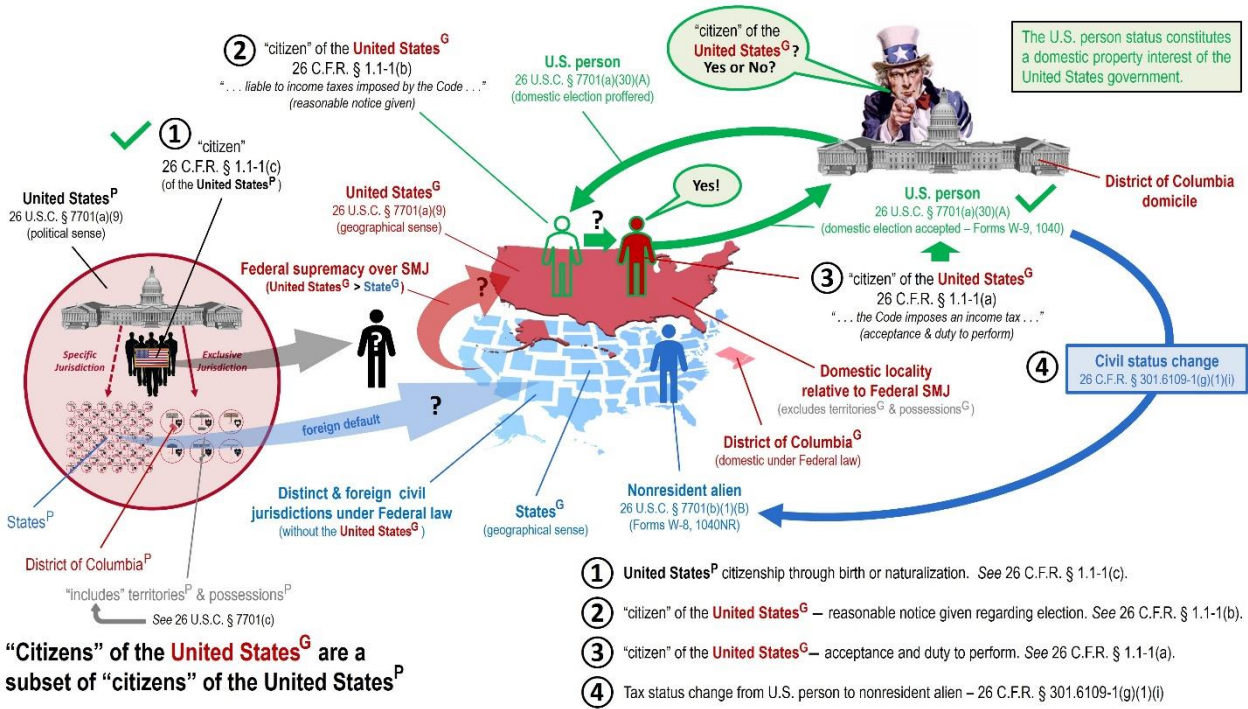 ② “citizen” of the United Statesᴳ
26 C.F.R. § 1.1-1(b)
“ . . . liable to income taxes imposed by the Code . . .”
(reasonable notice given)
U.S. person
26 U.S.C. § 7701(a)(30)(A)
(domestic election proffered)
“citizen” of the
United Statesᴳ?
Yes or No?
The U.S. person status constitutes
a domestic property interest of the
United States government.
①
“citizen”
26 C.F.R. § 1.1-1(c)
(of the United Statesᴾ)
United Statesᴾ
26 U.S.C. § 7701(a)(9)
(political sense)
United Statesᴳ
26 U.S.C. § 7701(a)(9)
(geographical sense)
Yes!
?
U.S. person
26 U.S.C. § 7701(a)(30)(A)
(domestic election accepted – Forms W-9, 1040)
District of Columbia
domicile
Federal supremacy over SMJ
(United Statesᴳ > Stateᴳ)
?
③ “citizen” of the United Statesᴳ
26 C.F.R. § 1.1-1(a)
“ . . . the Code imposes an income tax . . .”
(acceptance & duty to perform)
Specific
Jurisdiction
Exclusive
Jurisdiction
?
④
Civil status change
26 C.F.R. § 301.6109-1(g)(1)(i)
Domestic locality
relative to Federal SMJ
(excludes territoriesᴳ & possessionsᴳ)
foreign default
?
District of Columbiaᴳ
(domestic under Federal law)
Statesᴾ
Distinct & foreign civil
jurisdictions under Federal law
(without the United Statesᴳ)
Statesᴳ
(geographical sense)
Nonresident alien
26 U.S.C. § 7701(b)(1)(B)
(Forms W-8, 1040NR)
District of Columbiaᴾ
“includes” territoriesᴾ & possessionsᴾ
See 26 U.S.C. § 7701(c)
“Citizens” of the United Statesᴳ are a
subset of “citizens” of the United Statesᴾ
① United Statesᴾ citizenship through birth or naturalization. See 26 C.F.R. § 1.1-1(c).
② “citizen” of the United Statesᴳ – reasonable notice given regarding election. See 26 C.F.R. § 1.1-1(b).
③ “citizen” of the United Statesᴳ – acceptance and duty to perform. See 26 C.F.R. § 1.1-1(a).
④ Tax status change from U.S. person to nonresident alien – 26 C.F.R. § 301.6109-1(g)(1)(i)